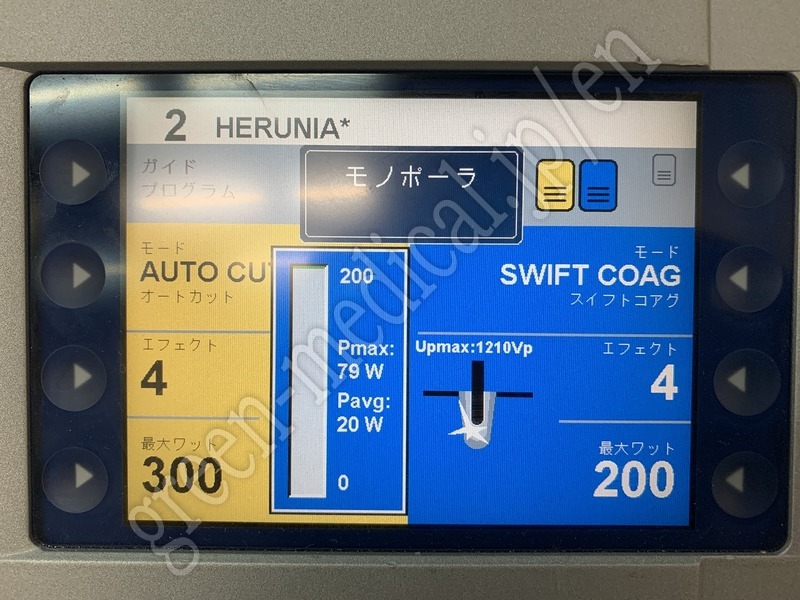 2 HERUNIA*
ガイド
プログラム
モノポーラ
モード
AUTO CU
オートカット
モード
SWIFT COAG
スイフトコアグ
200
Pmax:
79 W
Pavg:
20 W
0
エフェクト
4
Upmax:1210Vp
エフェクト
4
最大ワット
300
最大ワット
200
green-medical.jp/en